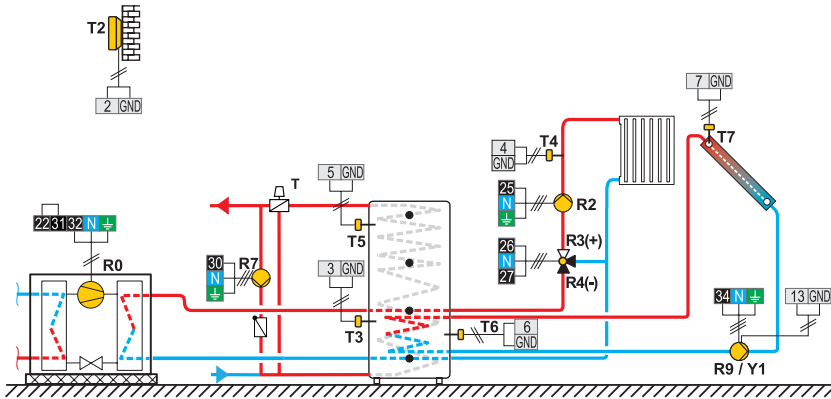 T2
2 GND
7 GND
T7
4
GND
T4
5 GND
T
25
N
R2
T5
22 31 32 N
R0
30
N
R7
3 GND
26
N
27
R3(+)
R4(-)
T3
T6
6
GND
34 N
13 GND
R9 / Y1